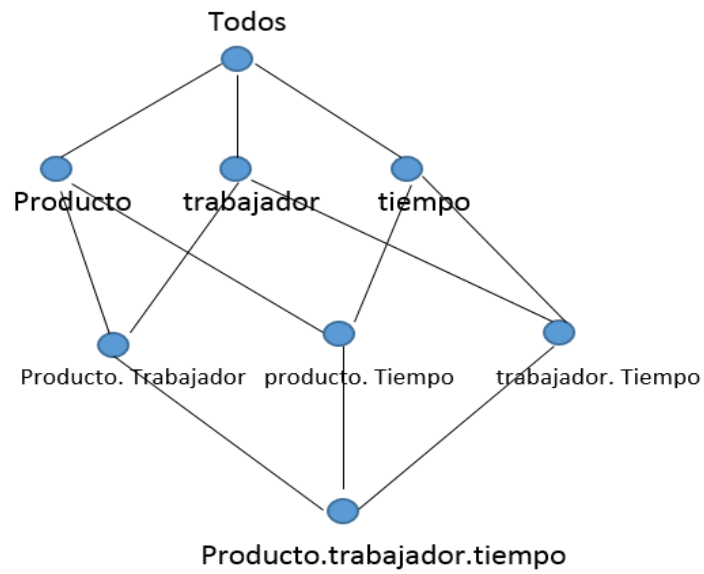 Todos
Producto
trabajador
tiempo
Producto. Trabajador
producto. Tiempo
trabajador. Tiempo
Producto.trabajador.tiempo